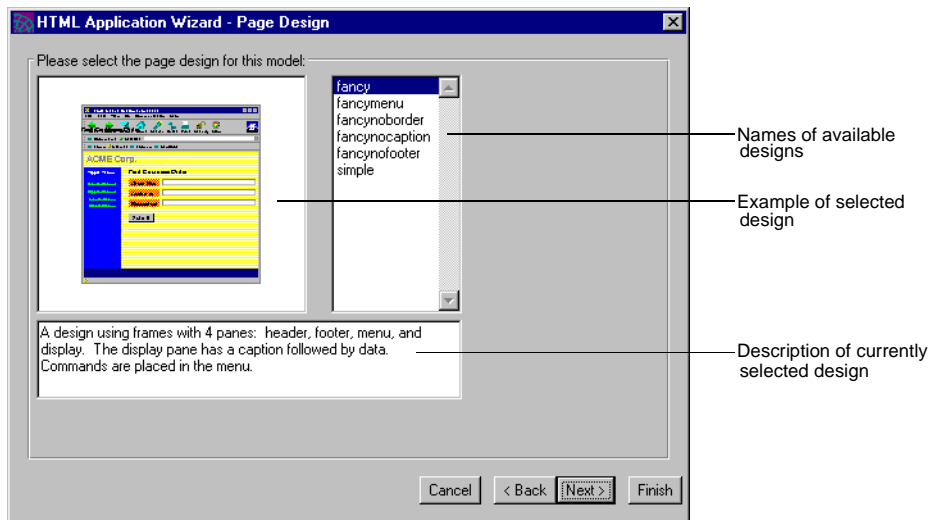 HTML Application Wizard - Page Design
Please select the page design for this model:
ACME Corp.
fancy
fancymenu
fancynoborder
fancynocaption
fancynofooter
simple
Names of available
designs
Example of selected
design
A design using frames with 4 panes: header, footer, menu, and
display. The display pane has a caption followed by data.
Commands are placed in the menu.
Description of currently
selected design
Cancel
< Back
Next >
Finish